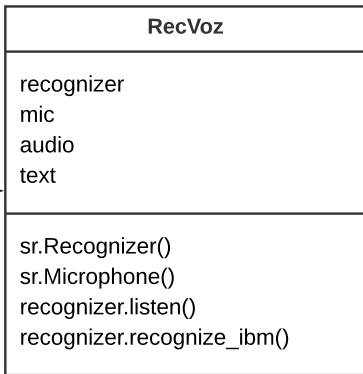 RecVoz
recognizer
mic
audio
text
sr.Recognizer()
sr.Microphone()
recognizer.listen()
recognizer.recognize_ibm()